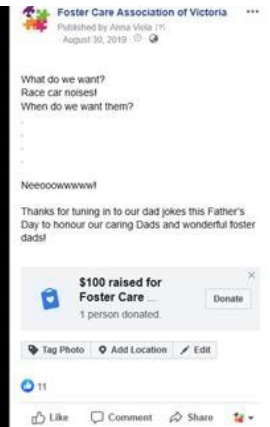 Foster Care Association of Victoria
Published by Anna Viola [?]
August 30, 2019
What do we want?
Race car noises!
When do we want them?
.
.
.
.
.
Neeooowwwww!
Thanks for tuning in to our dad jokes this Father's
Day to honour our caring Dads and wonderful foster
dads!
$100 raised for
Foster Care ...
1 person donated.
Donate
Tag Photo Add Location Edit
11
Like Comment Share